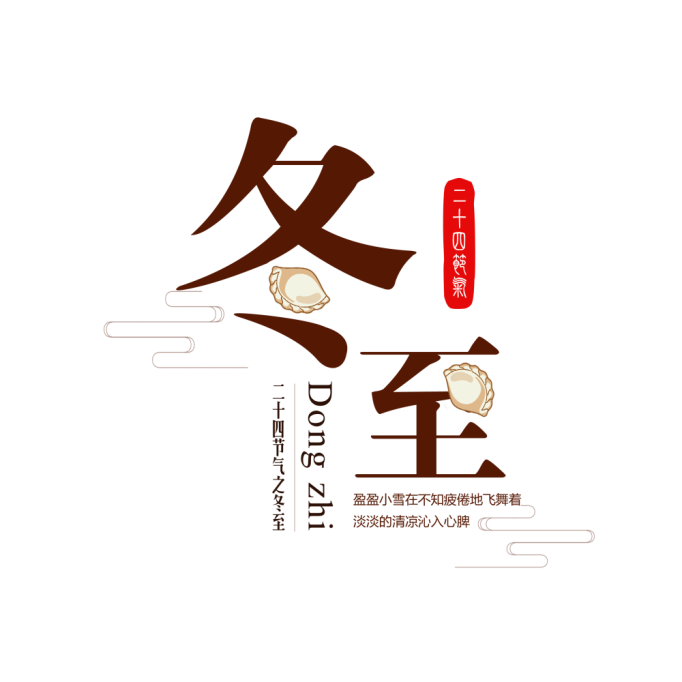 冬至
二十四節氣
二十四节气之冬至
Dong zhi
盈盈小雪在不知疲倦地飞舞着
淡淡的清凉沁入心脾